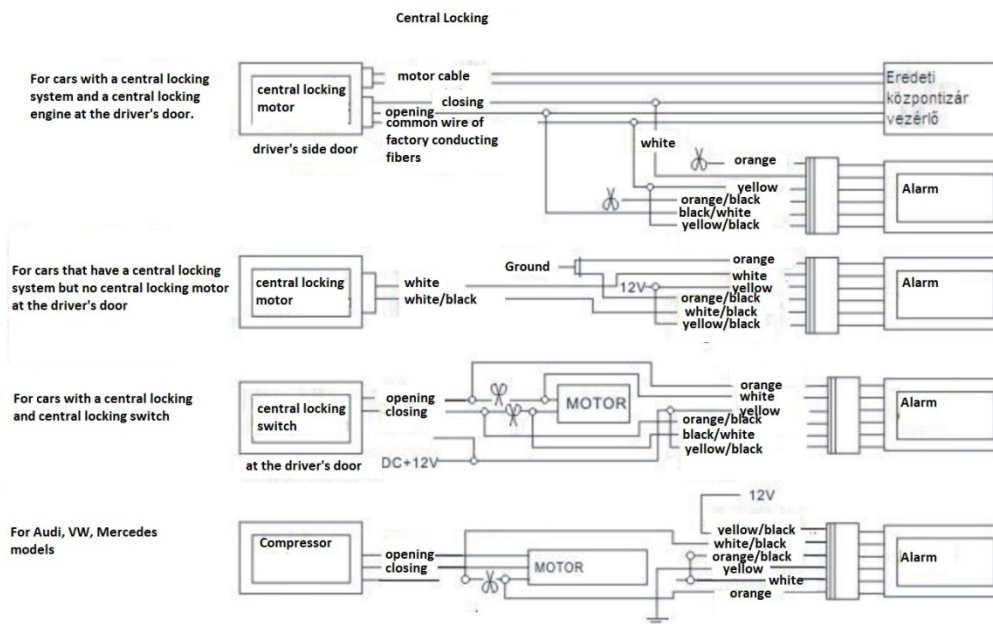 Central Locking
For cars with a central locking
system and a central locking
engine at the driver's door.
central locking
motor
driver's side door
motor cable
closing
opening
common wire of
factory conducting
fibers
white
Eredeti
központizár
vezérlő
orange
yellow
orange/black
black/white
yellow/black
Alarm
For cars that have a central locking
system but no central locking motor
at the driver's door
central locking
motor
white
white/black
Ground
12V
orange
white
yellow
orange/black
white/black
yellow/black
Alarm
For cars with a central locking
and central locking switch
central locking
switch
at the driver's door
opening
closing
DC+12V
MOTOR
orange
white
yellow
orange/black
black/white
yellow/black
Alarm
For Audi, VW, Mercedes
models
Compressor
opening
closing
MOTOR
12V
yellow/black
white/black
orange/black
yellow
white
orange
Alarm